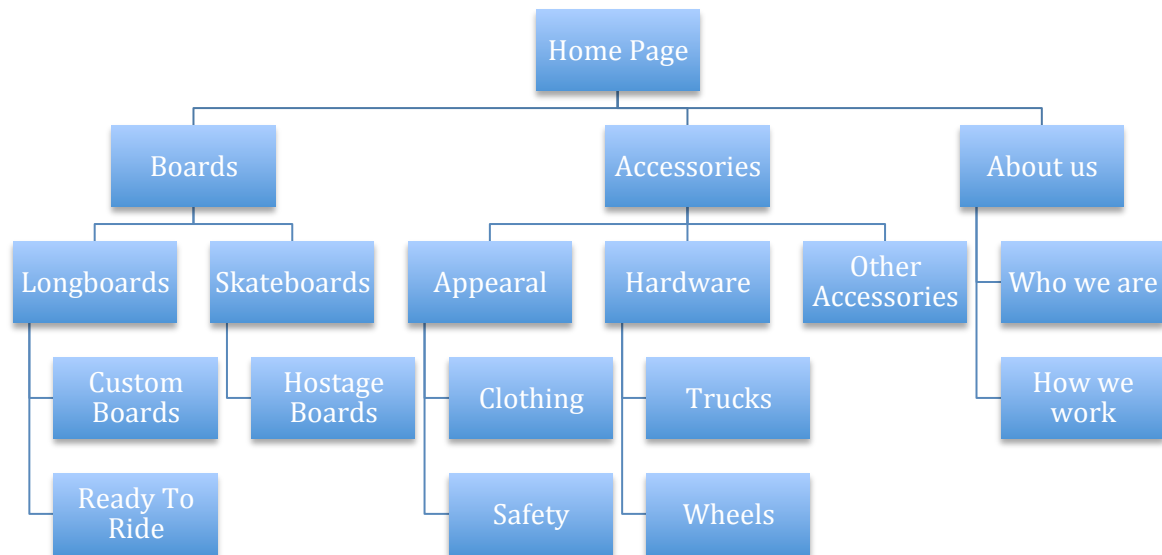 Home Page
Boards
Accessories
About us
Longboards
Skateboards
Appearal
Hardware
Other
Accessories
Who we are
Custom
Boards
Hostage
Boards
Clothing
Trucks
How we
work
Ready To
Ride
Safety
Wheels